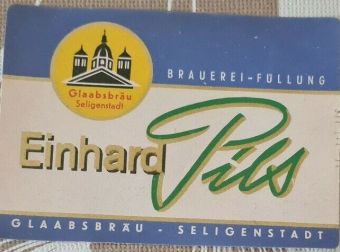 Glaabsbräu
Seligenstadt
BRAUEREI-FÜLLUNG
Einhard Pils
GLAABSBRÄU - SELIGENSTADT